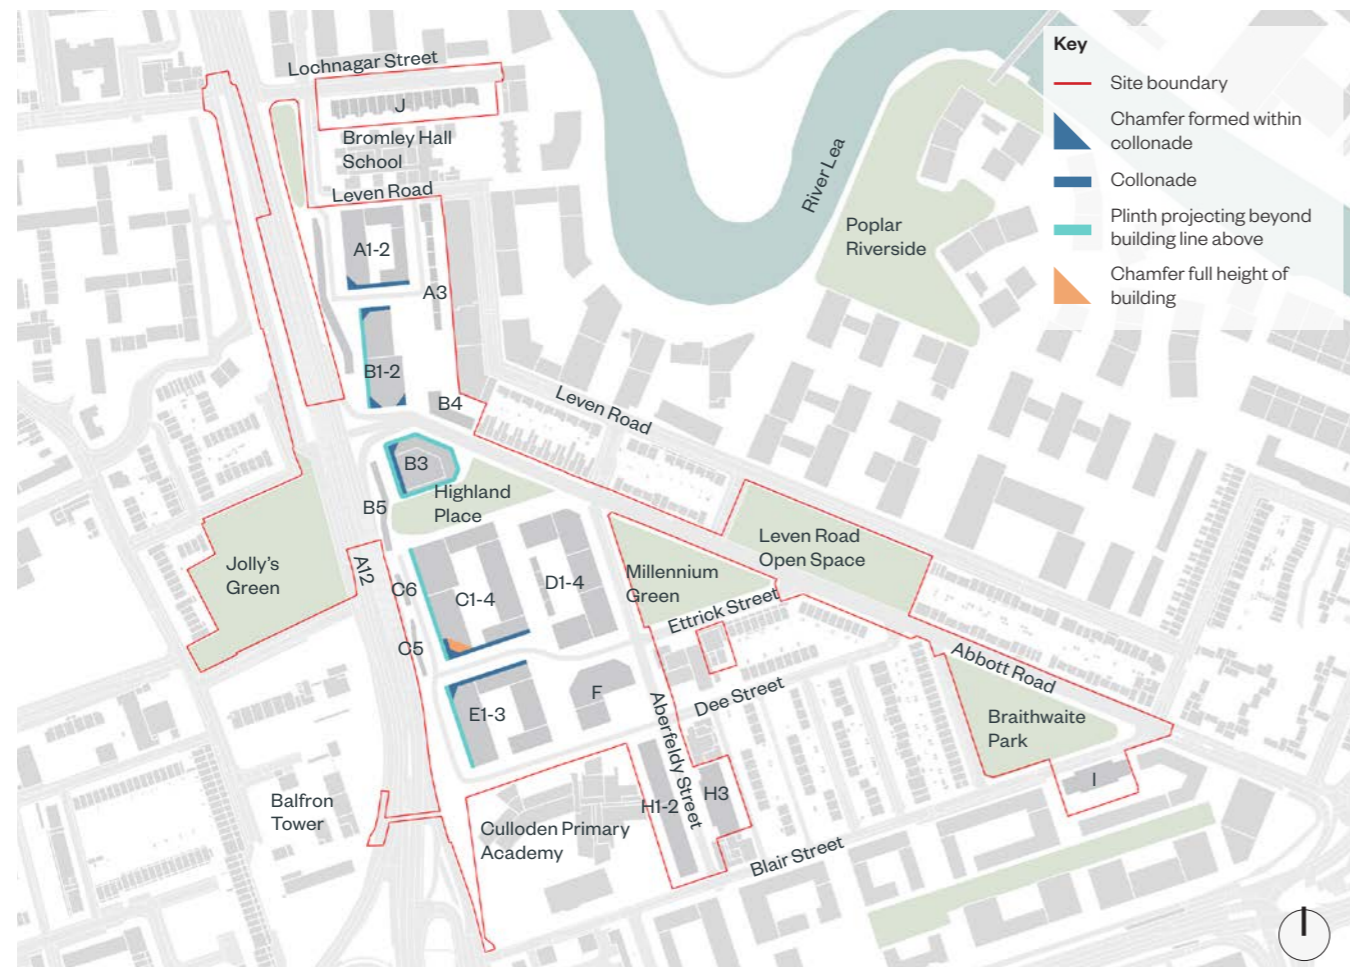 Key
Site boundary
Chamfer formed within
collonade
Collonade
Plinth projecting beyond
building line above
Chamfer full height of
building
Lochnagar Street
J
Bromley Hall
School
Leven Road
River Lea
Poplar
Riverside
A1-2
A3
B1-2
B4
Leven Road
B3
Highland
Place
B5
Jolly's
Green
A12
C6
C1-4
D1-4
Millennium
Green
Leven Road
Open Space
Ettrick Street
C5
Abbott Road
E1-3
F
Aberfeldy Street
Dee Street
Braithwaite
Park
I
Balfron
Tower
Culloden Primary
Academy
H1-2
H3
Blair Street